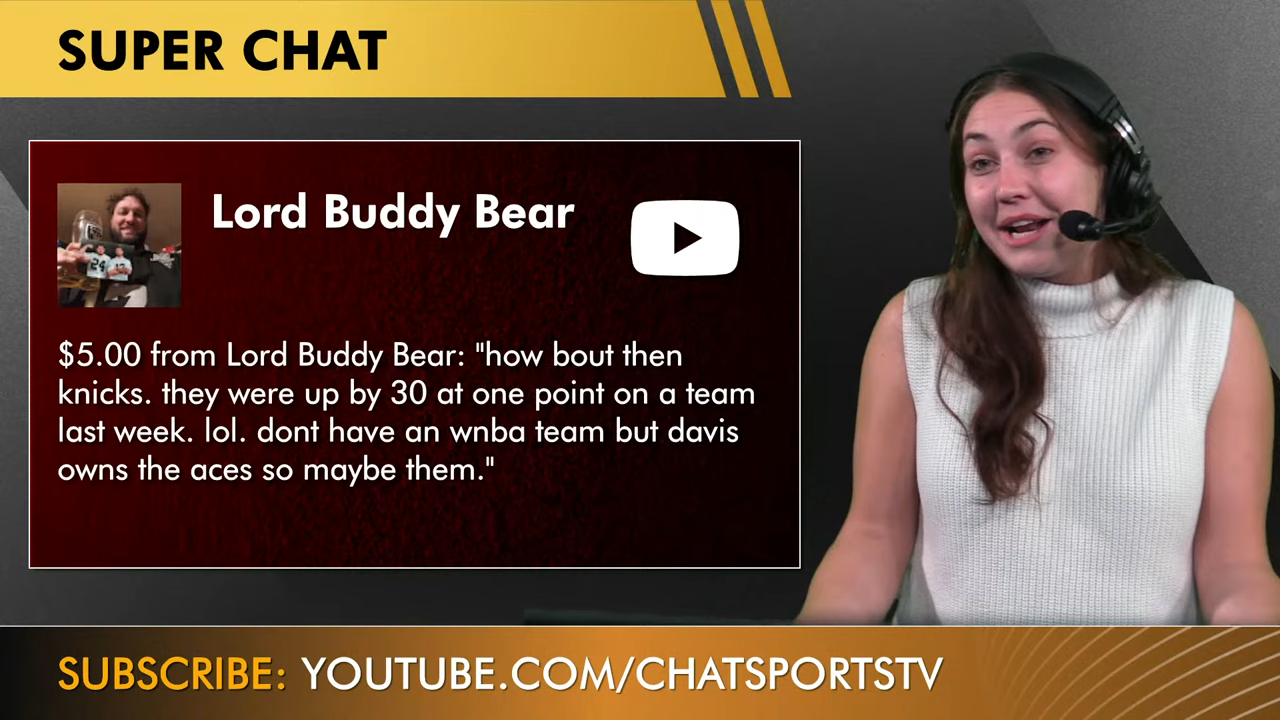 SUPER CHAT
Lord Buddy Bear
24
$5.00 from Lord Buddy Bear: "how bout then
knicks. they were up by 30 at one point on a team
last week. lol. dont have an wnba team but davis
owns the aces so maybe them."
SUBSCRIBE: YOUTUBE.COM/CHATSPORTSTV